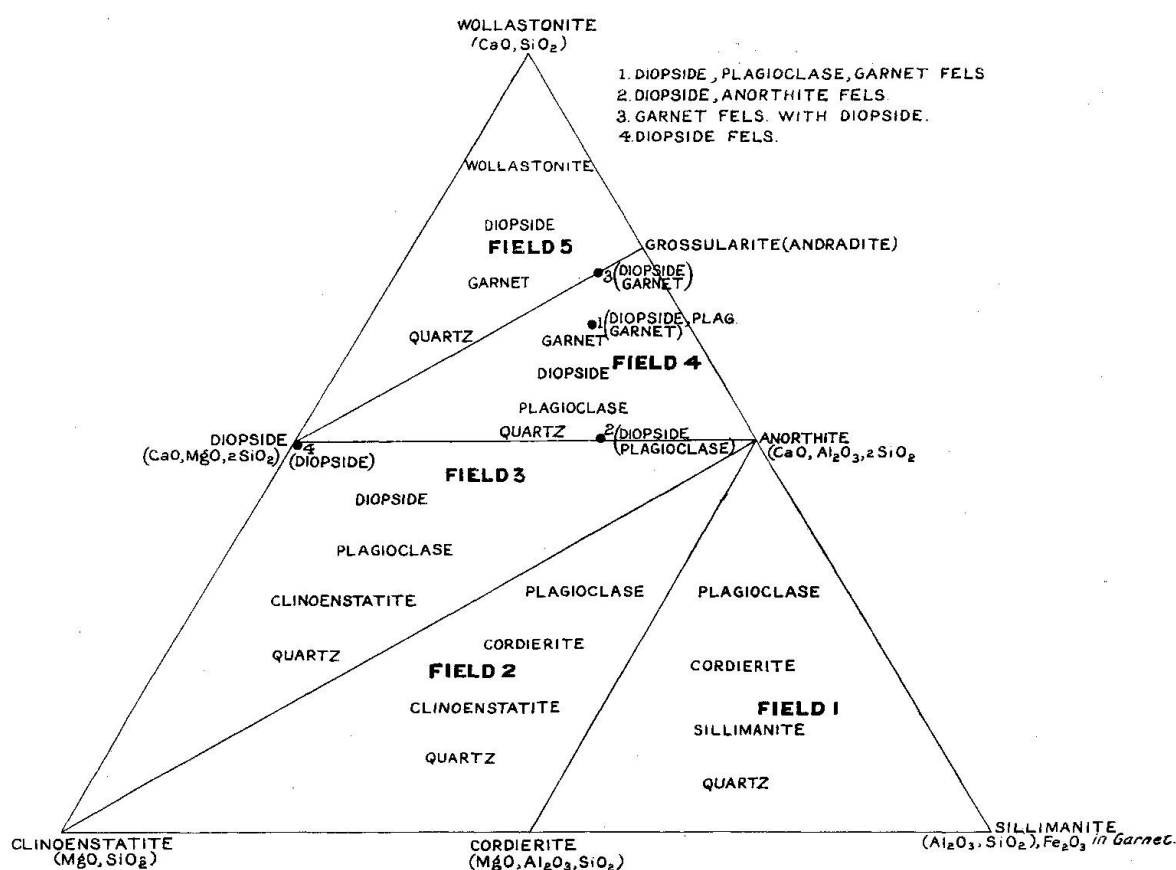 WOLLASTONITE
(CaO, SiO₂)
1. DIOPSIDE, PLAGIOCLASE, GARNET FELS
2. DIOPSIDE, ANORTHITE FELS.
3. GARNET FELS. WITH DIOPSIDE.
4. DIOPSIDE FELS.
WOLLASTONITE
DIOPSIDE
FIELD 5
GARNET
QUARTZ
GROSSULARITE (ANDRADITE)
3 (DIOPSIDE
GARNET)
1 (DIOPSIDE, PLAG.
GARNET)
GARNET
FIELD 4
DIOPSIDE
PLAGIOCLASE
QUARTZ
2 (DIOPSIDE
(PLAGIOCLASE)
DIOPSIDE
(CaO, MgO, 2SiO₂)
4
(DIOPSIDE)
ANORTHITE
(CaO, Al₂O₃, 2SiO₂
FIELD 3
DIOPSIDE
PLAGIOCLASE
CLINOENSTATITE
QUARTZ
PLAGIOCLASE
CORDIERITE
FIELD 2
CLINOENSTATITE
QUARTZ
PLAGIOCLASE
CORDIERITE
FIELD 1
SILLIMANITE
QUARTZ
CLINOENSTATITE
(MgO, SiO₂)
CORDIERITE
(MgO, Al₂O₃, SiO₂)
SILLIMANITE
(Al₂O₃, SiO₂), Fe₂O₃ in Garnet.